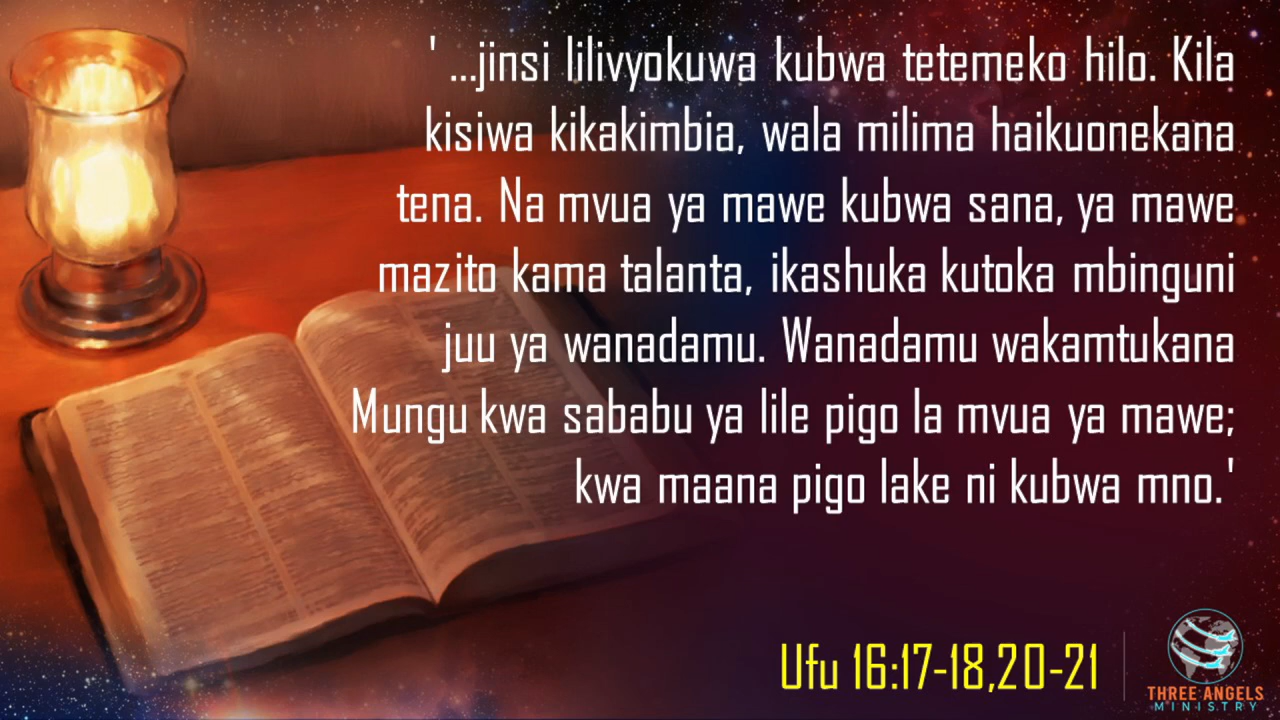 ' ...jinsi lilivyokuwa kubwa tetemeko hilo. Kila
kisiwa kikakimbia, wala milima haikuonekana
tena. Na mvua ya mawe kubwa sana, ya mawe
mazito kama talanta, ikashuka kutoka mbinguni
juu ya wanadamu. Wanadamu wakamtukana
Mungu kwa sababu ya lile pigo la mvua ya mawe;
kwa maana pigo lake ni kubwa mno.'
Ufu 16:17-18,20-21
THREE ANGELS
MINISTRY